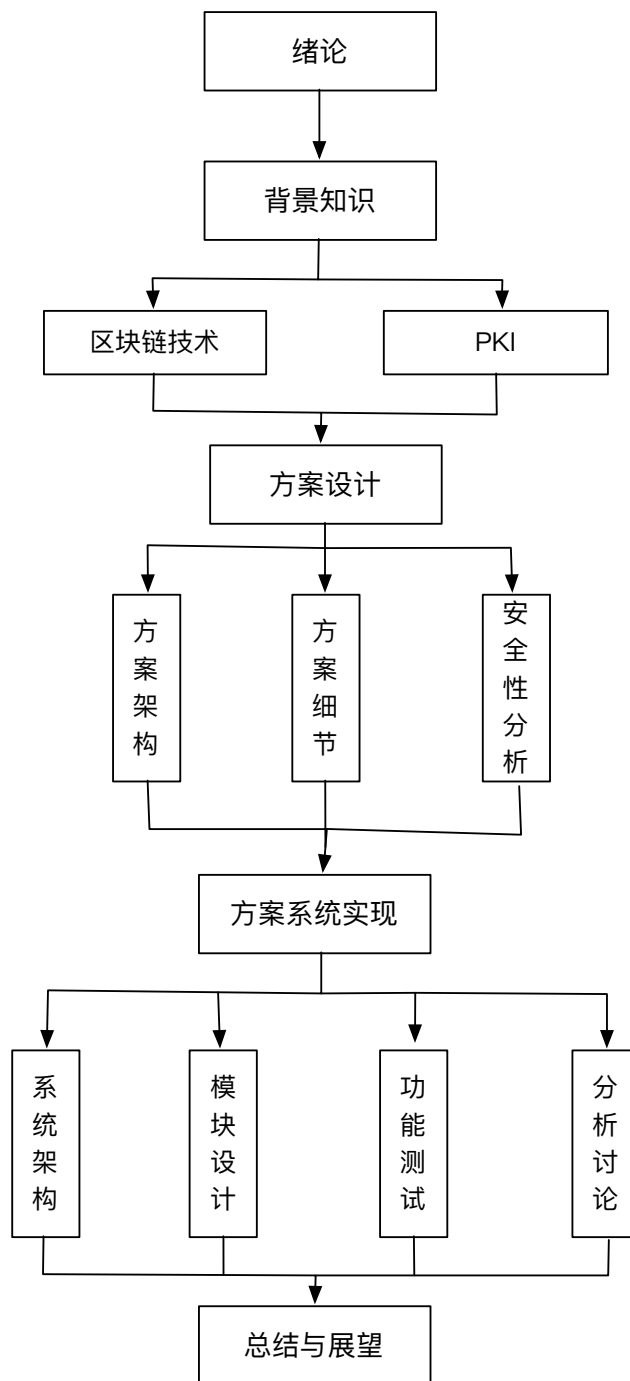 绪论
背景知识
区块链技术
PKI
方案设计
方案架构
方案细节
安全性分析
方案系统实现
系统架构
模块设计
功能测试
分析讨论
总结与展望